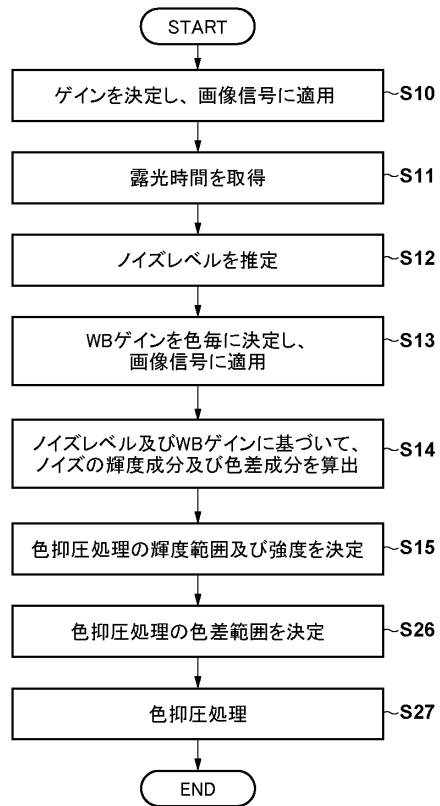 START
ゲインを決定し、画像信号に適用
S10
露光時間を取得
S11
ノイズレベルを推定
S12
WBゲインを色毎に決定し、
画像信号に適用
S13
ノイズレベル及びWBゲインに基づいて、
ノイズの輝度成分及び色差成分を算出
S14
色抑圧処理の輝度範囲及び強度を決定
S15
色抑圧処理の色差範囲を決定
S26
色抑圧処理
S27
END